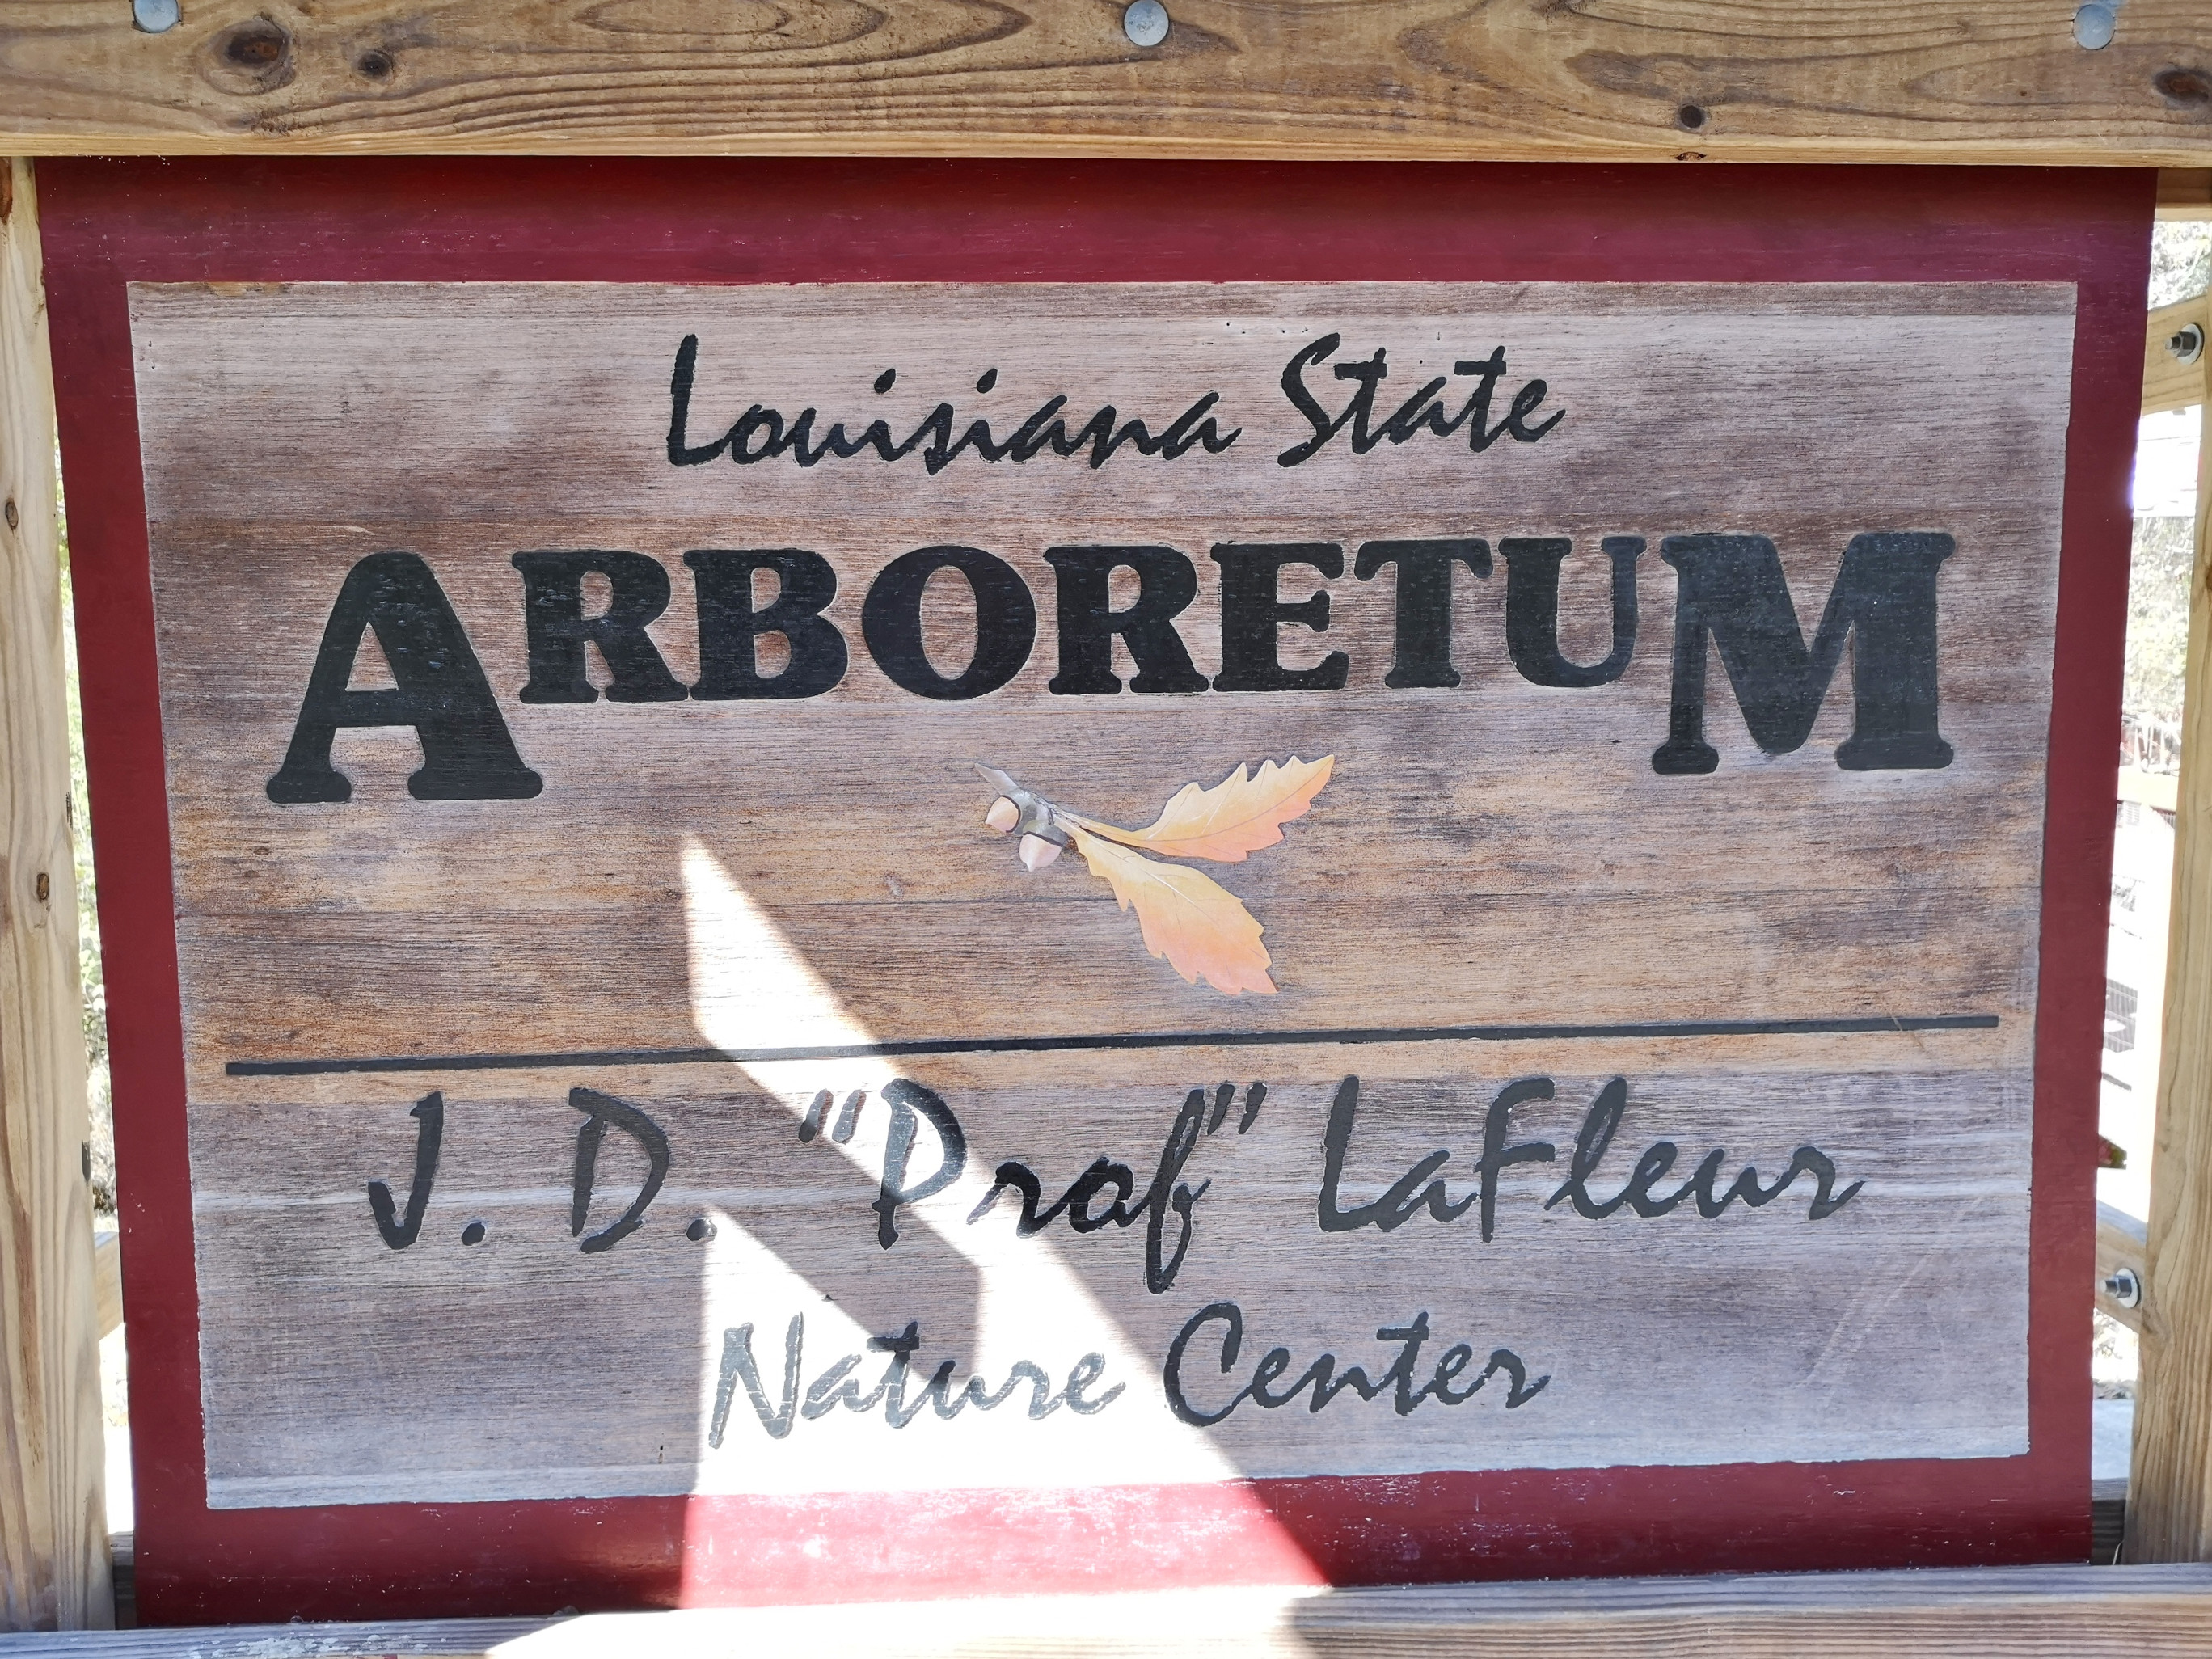 Louisiana State
ARBORETUM
J. D. "Prof" LaFleur
Nature Center